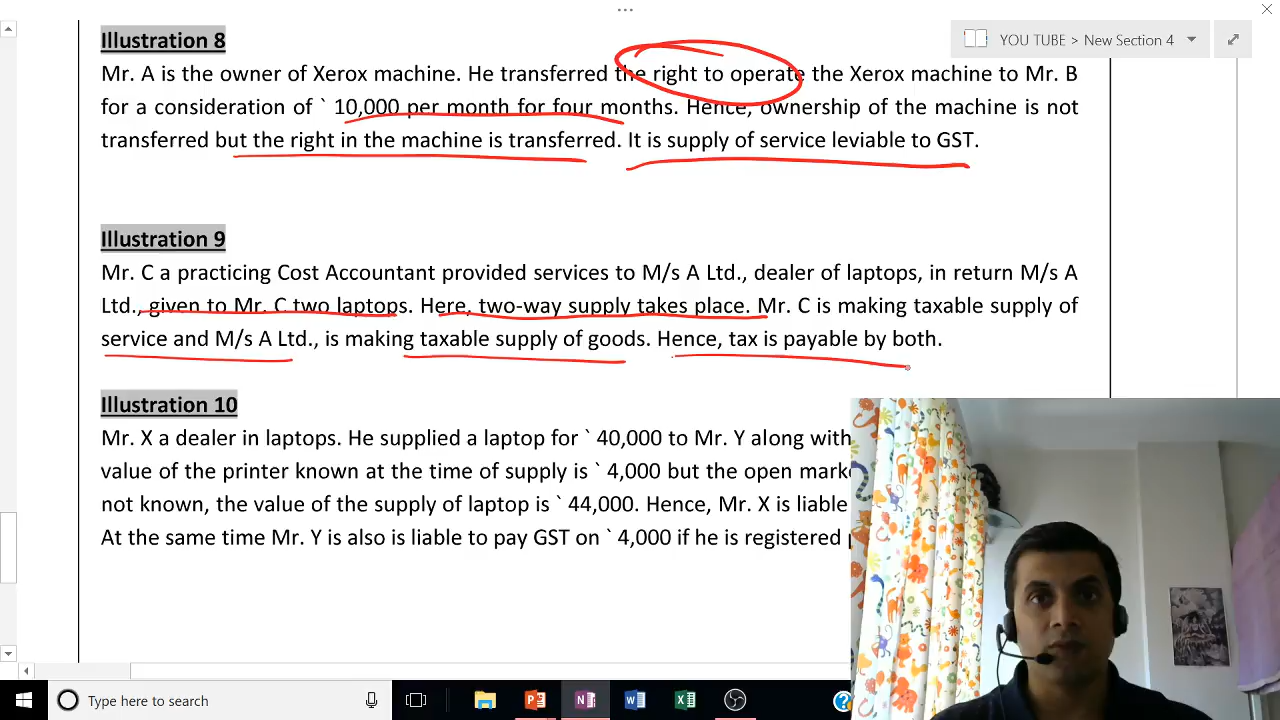 YOU TUBE > New Section 4
Illustration 8
Mr. A is the owner of Xerox machine. He transferred the right to operate the Xerox machine to Mr. B
for a consideration of ` 10,000 per month for four months. Hence, ownership of the machine is not
transferred but the right in the machine is transferred. It is supply of service leviable to GST.
Illustration 9
Mr. C a practicing Cost Accountant provided services to M/s A Ltd., dealer of laptops, in return M/s A
Ltd., given to Mr. C two laptops. Here, two-way supply takes place. Mr. C is making taxable supply of
service and M/s A Ltd., is making taxable supply of goods. Hence, tax is payable by both.
Illustration 10
Mr. X a dealer in laptops. He supplied a laptop for ` 40,000 to Mr. Y along with
value of the printer known at the time of supply is ` 4,000 but the open mark
not known, the value of the supply of laptop is ` 44,000. Hence, Mr. X is liable
At the same time Mr. Y is also is liable to pay GST on ` 4,000 if he is registered
Type here to search